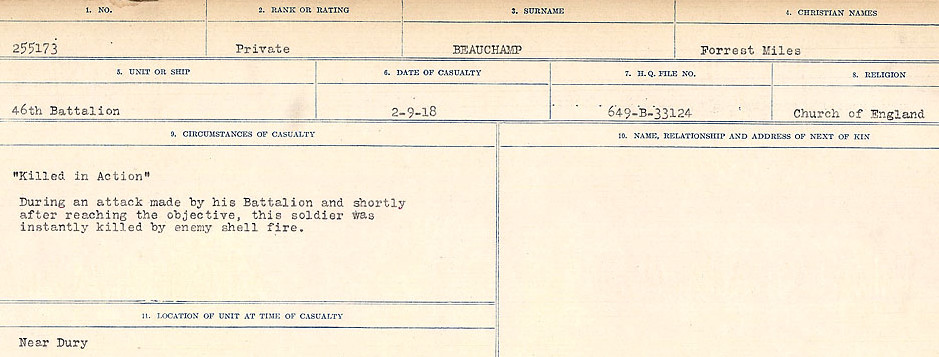 1. NO. 2. RANK OR RATING 3. SURNAME 4. CHRISTIAN NAMES
255173 Private BEAUCHAMP Forrest Miles
5. UNIT OR SHIP 6. DATE OF CASUALTY 7. H.Q. FILE NO. 8. RELIGION
46th Battalion 2-9-18 649-B-33124 Church of England
9. CIRCUMSTANCES OF CASUALTY
"Killed in Action"
During an attack made by his Battalion and shortly
after reaching the objective, this soldier was
instantly killed by enemy shell fire.
10. NAME, RELATIONSHIP AND ADDRESS OF NEXT OF KIN
11. LOCATION OF UNIT AT TIME OF CASUALTY
Near Dury